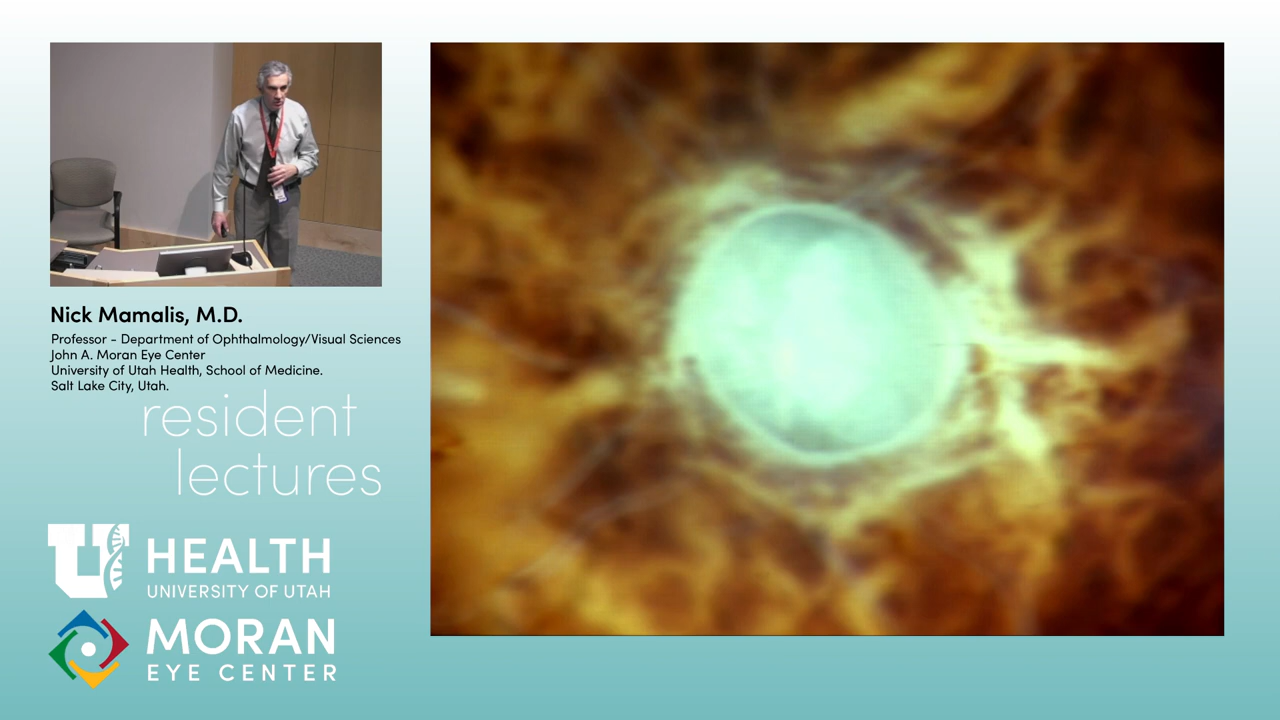 Nick Mamalis, M.D.
Professor - Department of Ophthalmology/Visual Sciences
John A. Moran Eye Center
University of Utah Health, School of Medicine.
Salt Lake City, Utah.
resident
lectures
U HEALTH
UNIVERSITY OF UTAH
MORAN
EYE CENTER